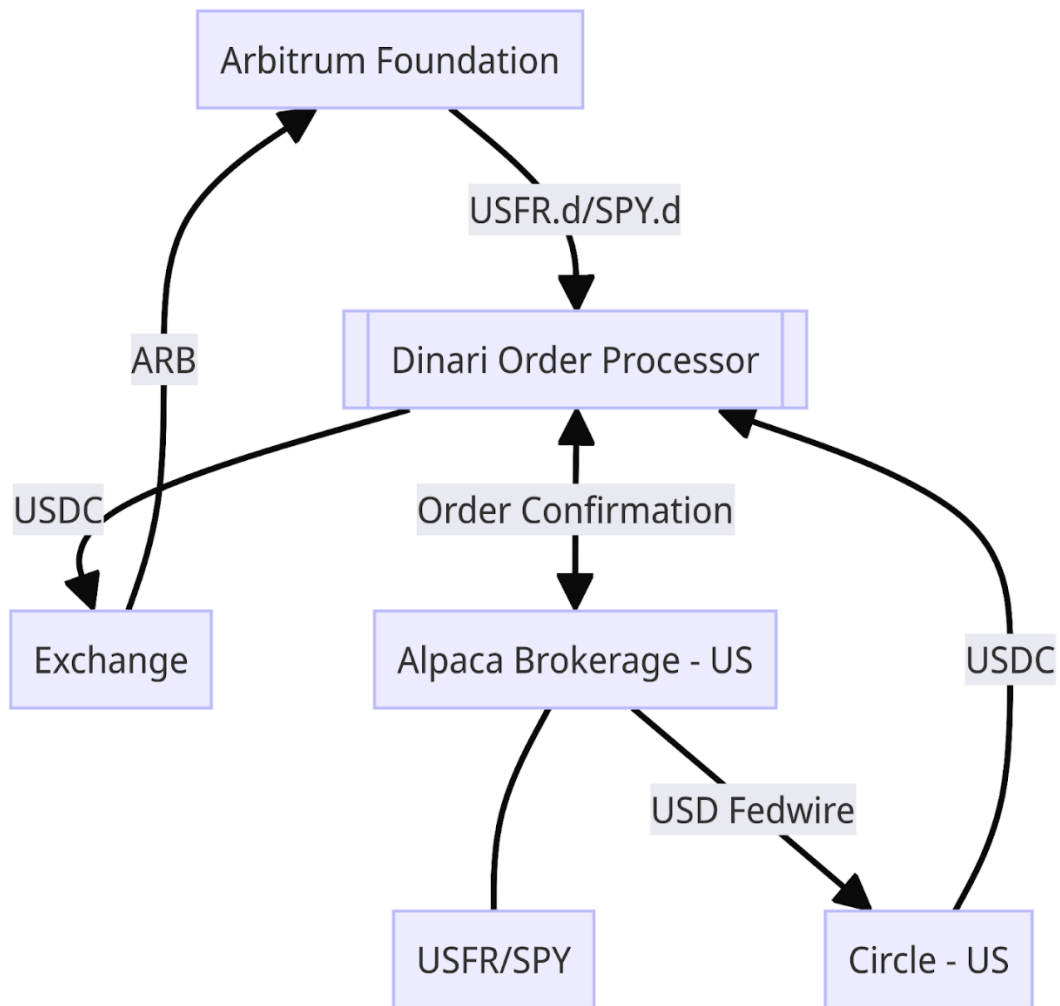 Arbitrum Foundation
USFR.d/SPY.d
ARB
Dinari Order Processor
USDC
Order Confirmation
Exchange
Alpaca Brokerage - US
USDC
USD Fedwire
USFR/SPY
Circle - US